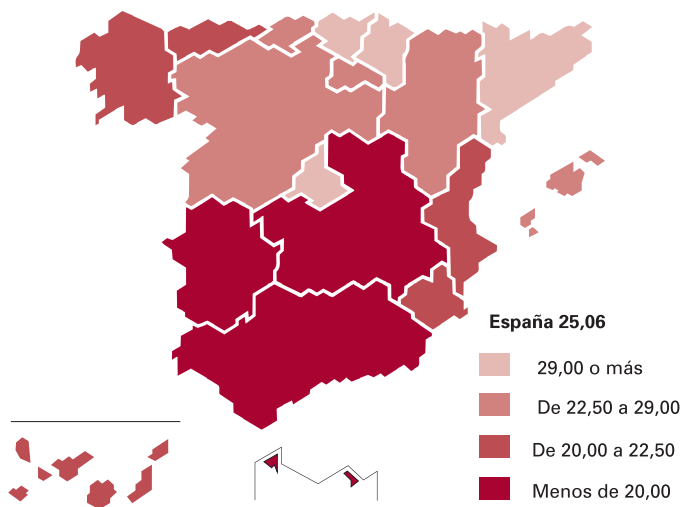 España 25,06
29,00 o más
De 22,50 a 29,00
De 20,00 a 22,50
Menos de 20,00